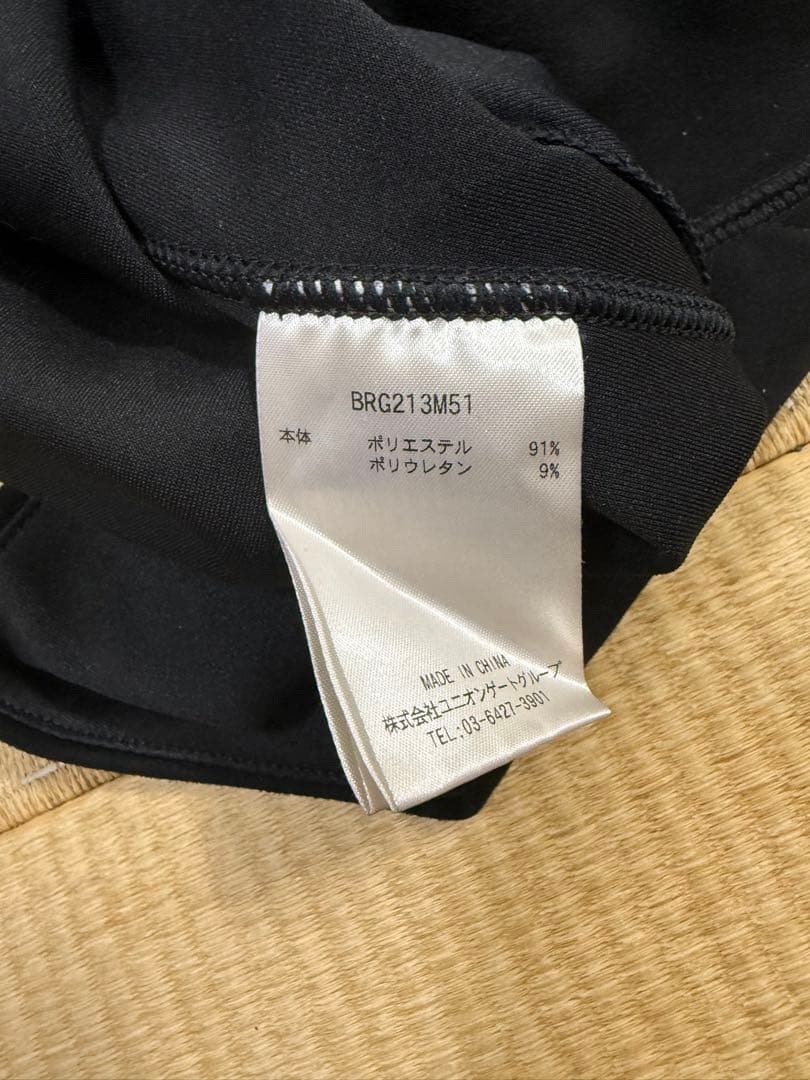 BRG213M51
本体 ポリエステル 91%
ポリウレタン 9%
MADE IN CHINA
株式会社ユニオンゲートグループ
TEL:03-6427-3901